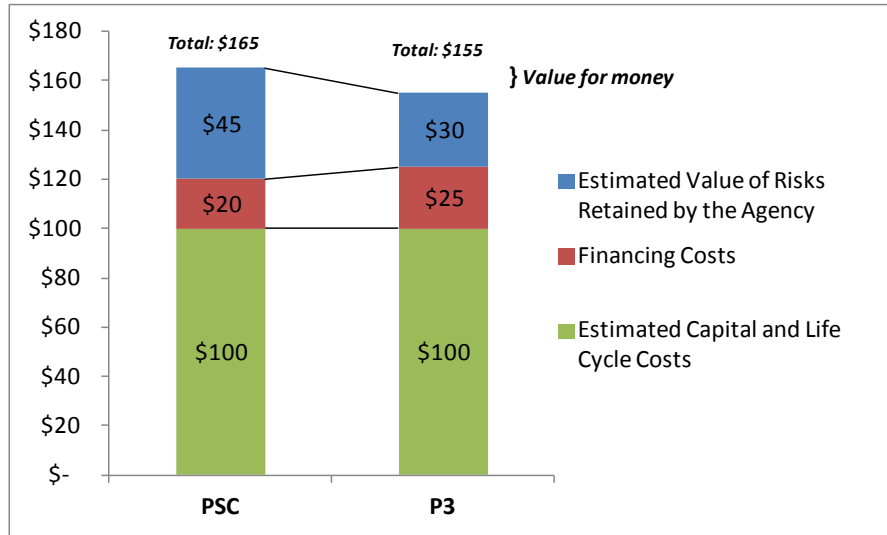 $180
$160
$140
$120
$100
$80
$60
$40
$20
$-
Total: $165
Total: $155
} Value for money
$45
$30
$20
$25
$100
$100
PSC
P3
Estimated Value of Risks
Retained by the Agency
Financing Costs
Estimated Capital and Life
Cycle Costs